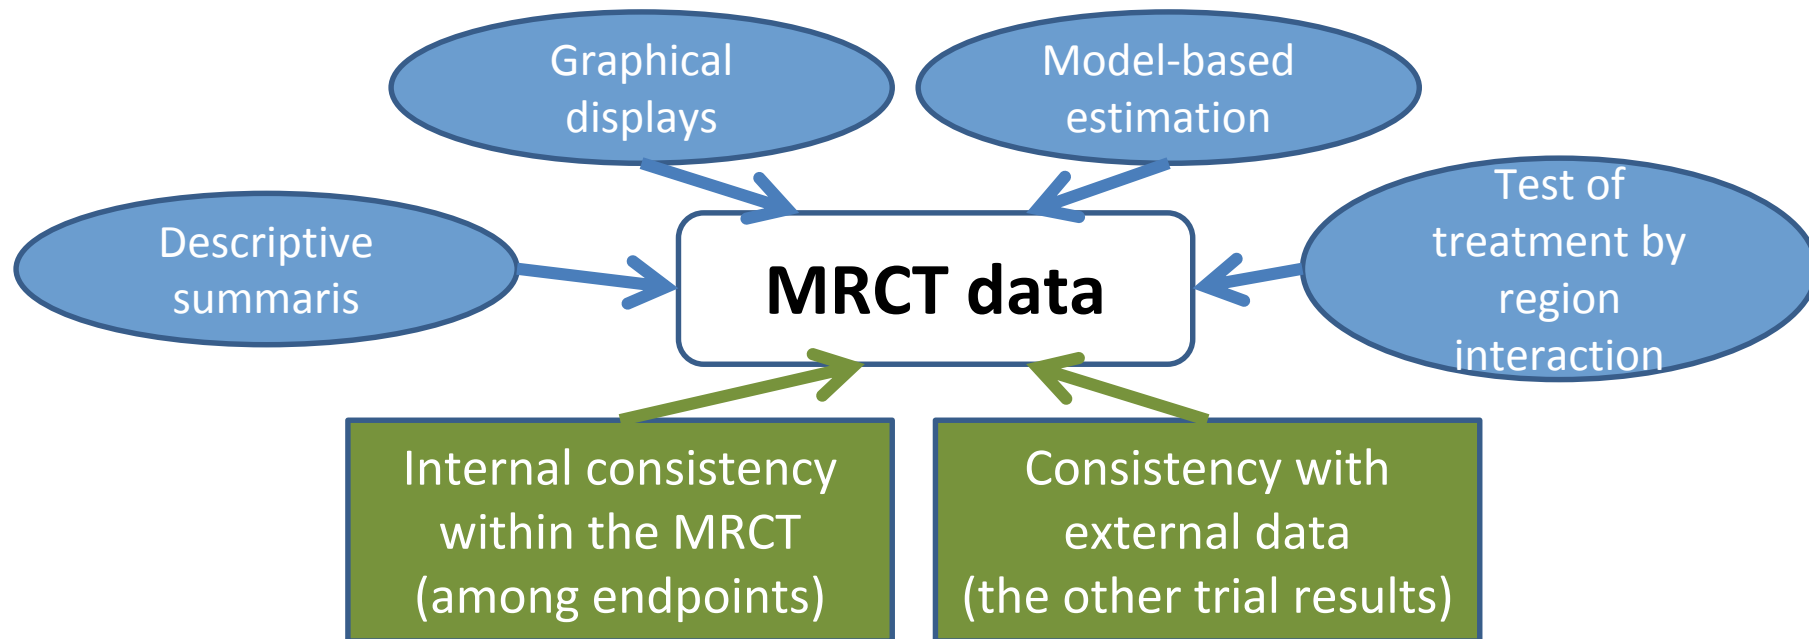 Graphical
displays
Model-based
estimation
Descriptive
summaris
Test of
treatment by
region
interaction
MRCT data
Internal consistency
within the MRCT
(among endpoints)
Consistency with
external data
(the other trial results)